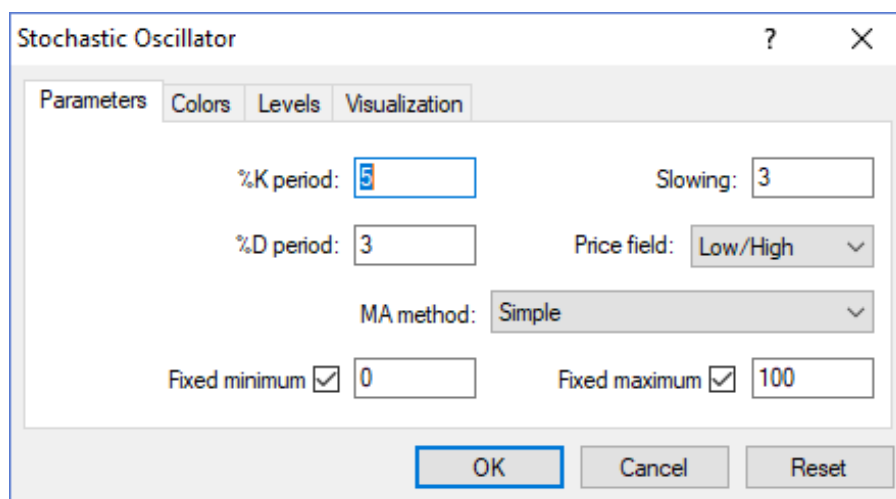 Stochastic Oscillator ?
Parameters Colors Levels Visualization
%K period: 5 Slowing: 3
%D period: 3 Price field: Low/High
MA method: Simple
Fixed minimum 0 Fixed maximum 100
OK Cancel Reset